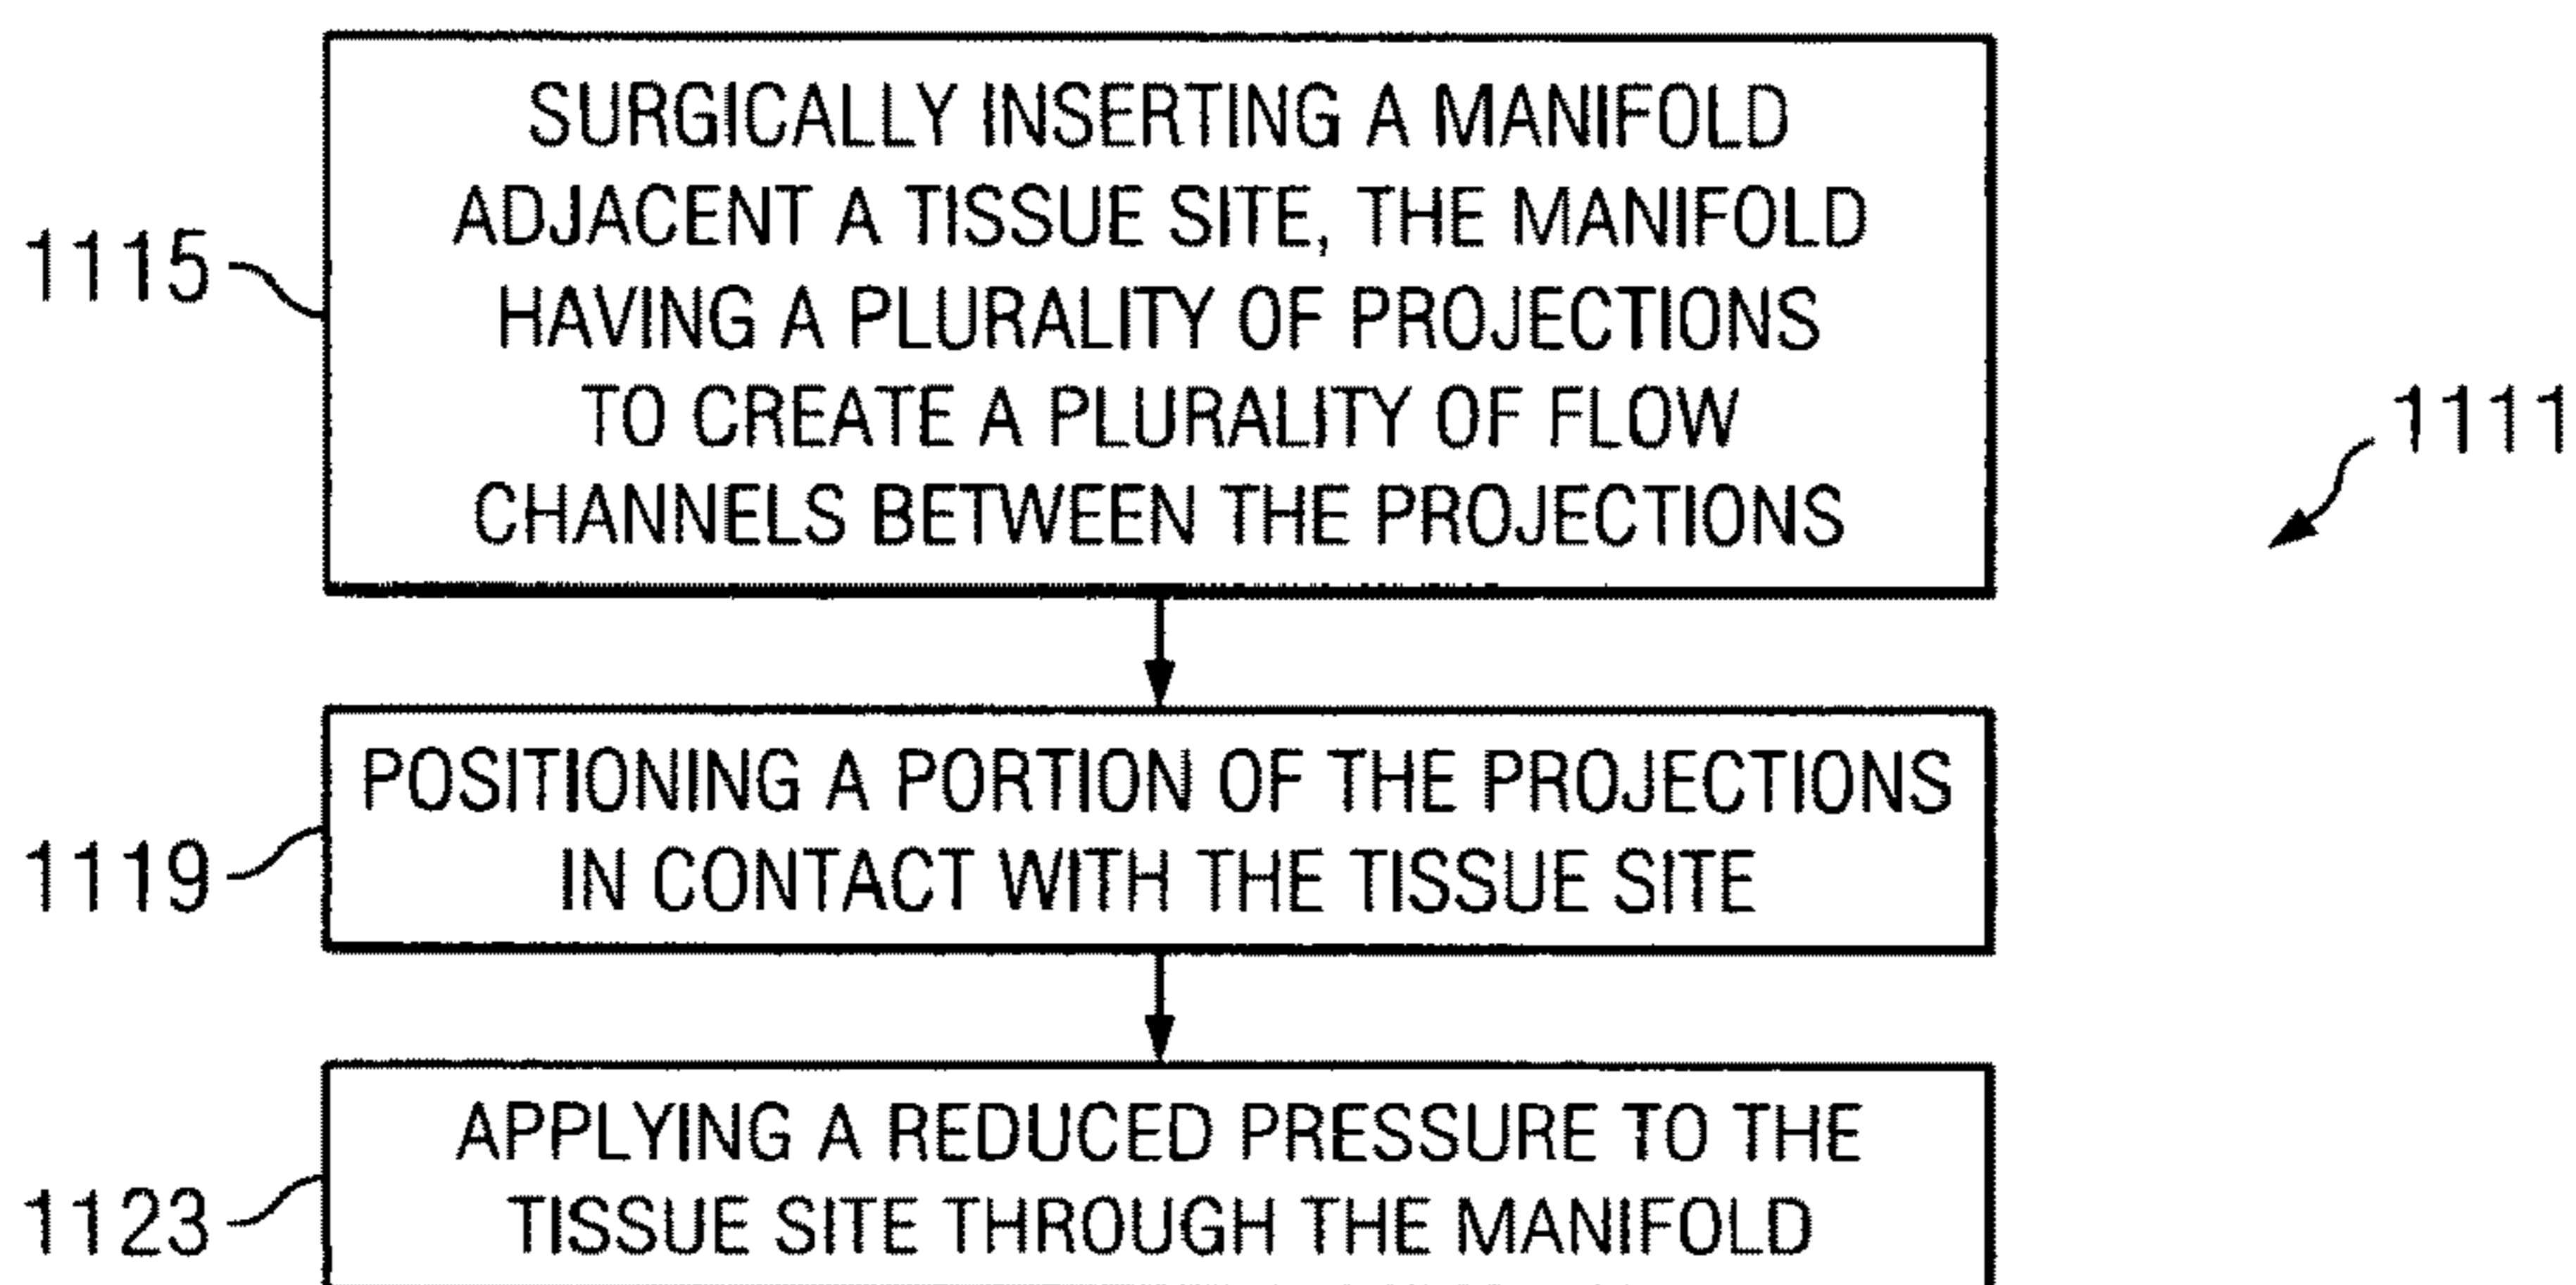 SURGICALLY INSERTING A MANIFOLD
ADJACENT A TISSUE SITE, THE MANIFOLD
HAVING A PLURALITY OF PROJECTIONS
TO CREATE A PLURALITY OF FLOW
CHANNELS BETWEEN THE PROJECTIONS
1115
1111
POSITIONING A PORTION OF THE PROJECTIONS
IN CONTACT WITH THE TISSUE SITE
1119
APPLYING A REDUCED PRESSURE TO THE
TISSUE SITE THROUGH THE MANIFOLD
1123